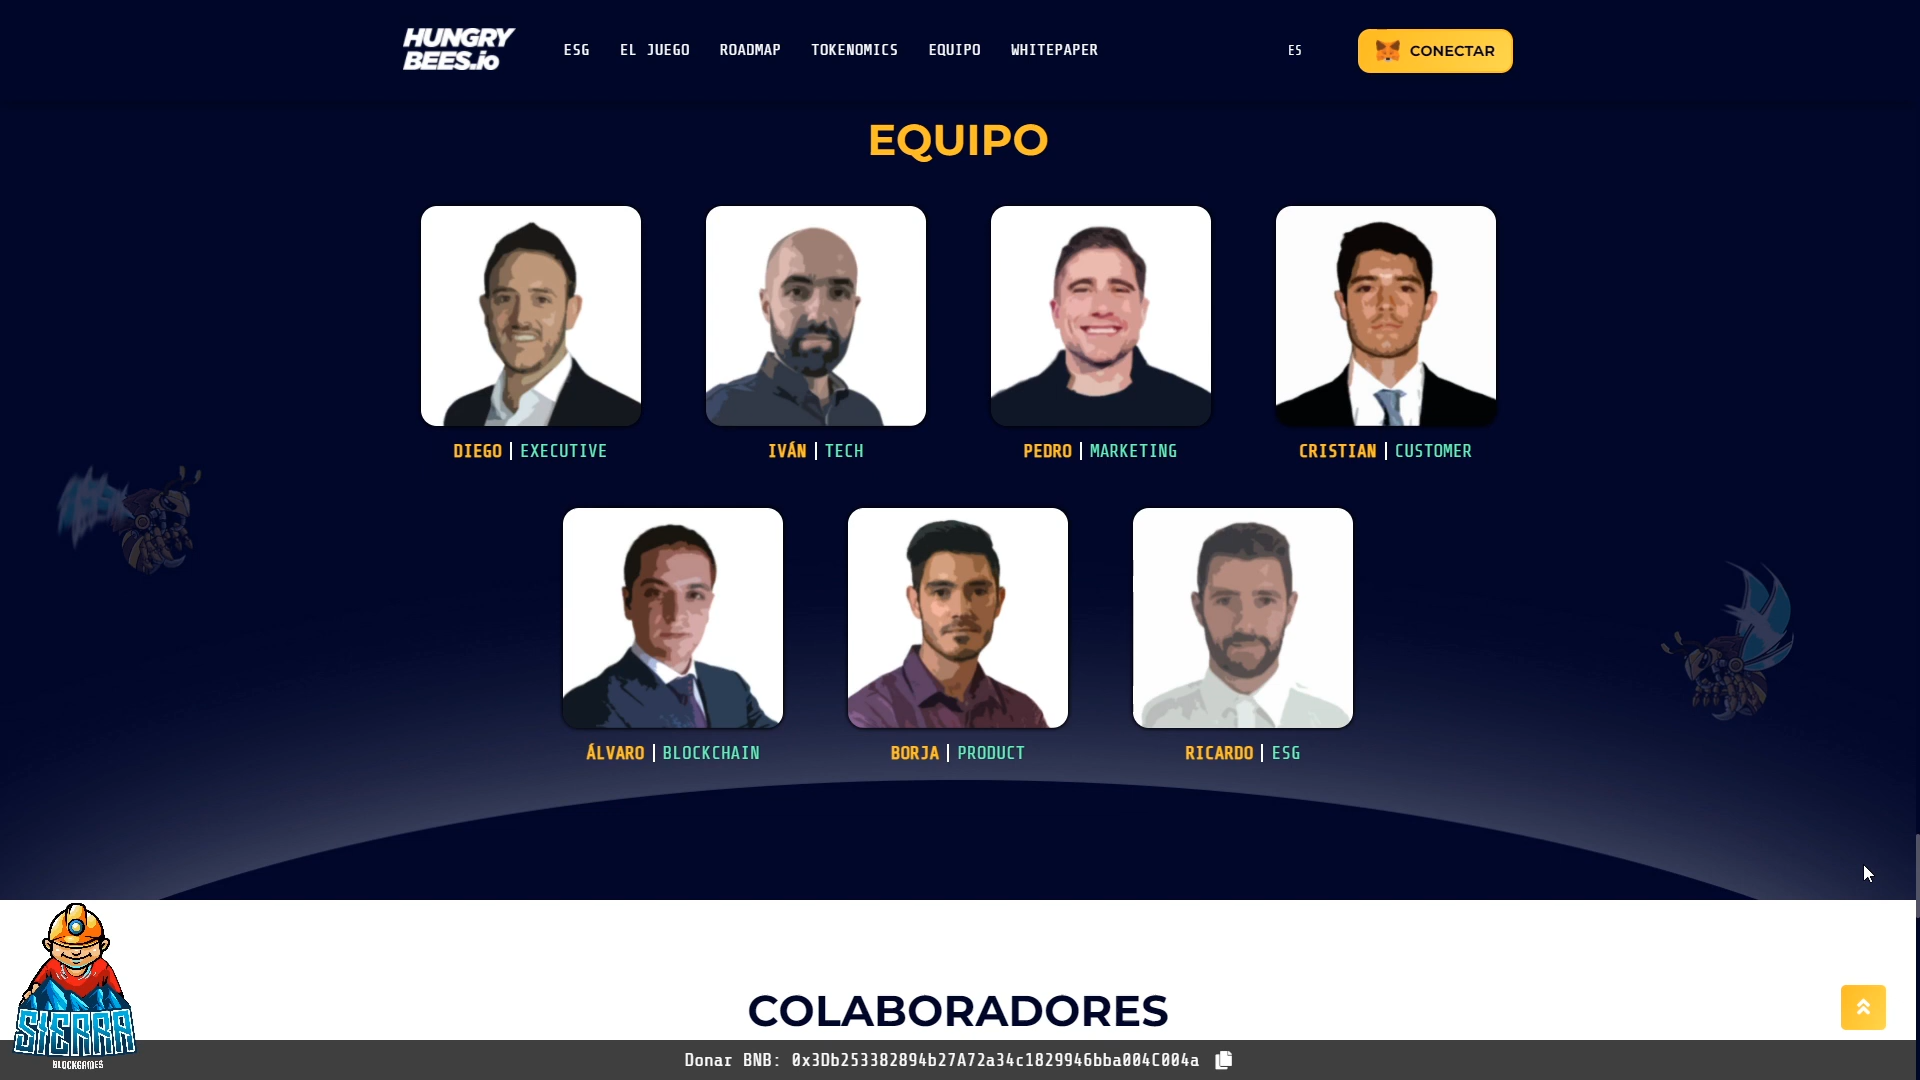 HUNGRY
BEES.io
ESG EL JUEGO ROADMAP TOKENOMICS EQUIPO WHITEPAPER ES CONECTAR
EQUIPO
DIEGO | EXECUTIVE
IVÁN | TECH
PEDRO | MARKETING
CRISTIAN | CUSTOMER
ÁLVARO | BLOCKCHAIN
BORJA | PRODUCT
RICARDO | ESG
COLABORADORES
SIERRA
BLOCKGAMES
Donar BNB: 0x3Db253382894b27A72a34c1829946bba004C004a